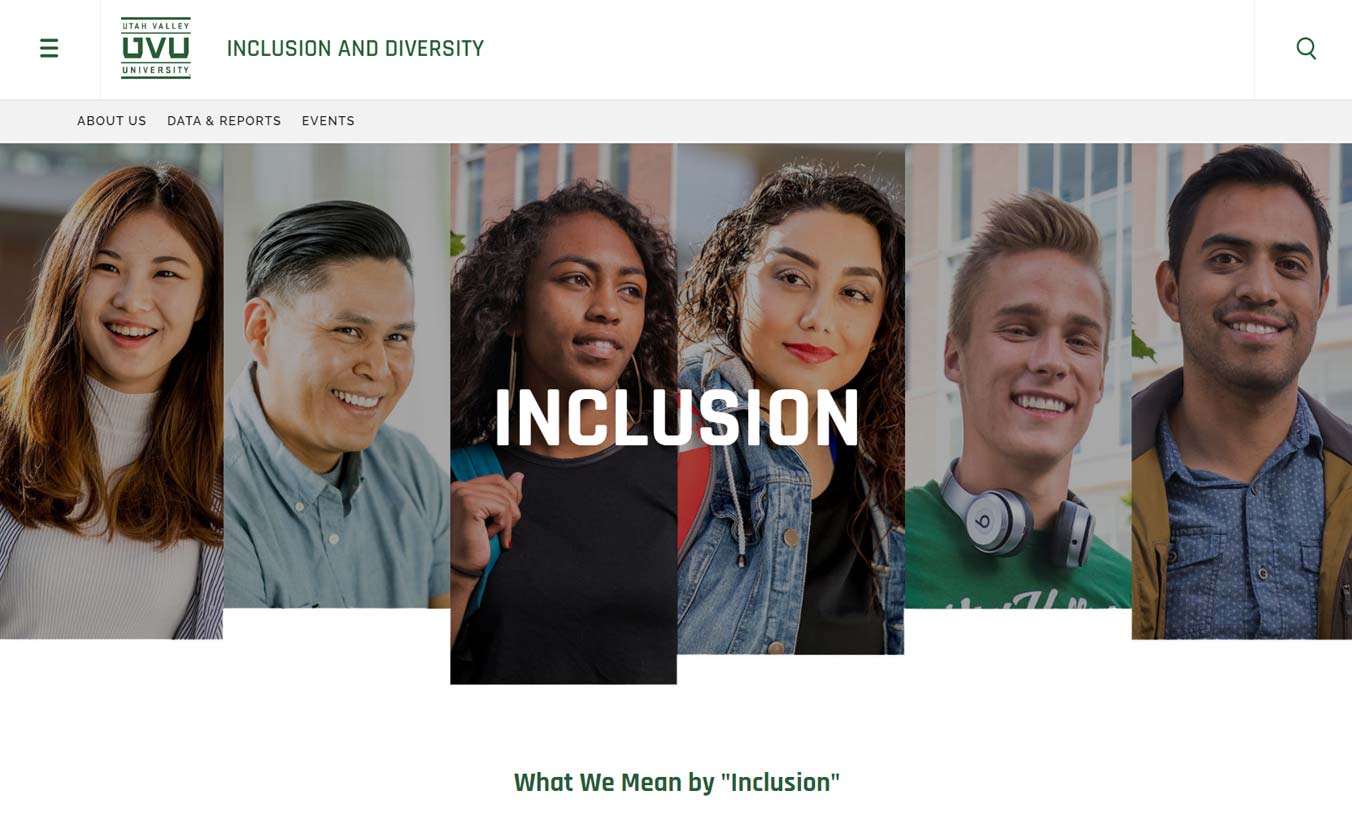 UTAH VALLEY
UVU
UNIVERSITY
INCLUSION AND DIVERSITY
ABOUT US DATA & REPORTS EVENTS
INCLUSION
What We Mean by "Inclusion"